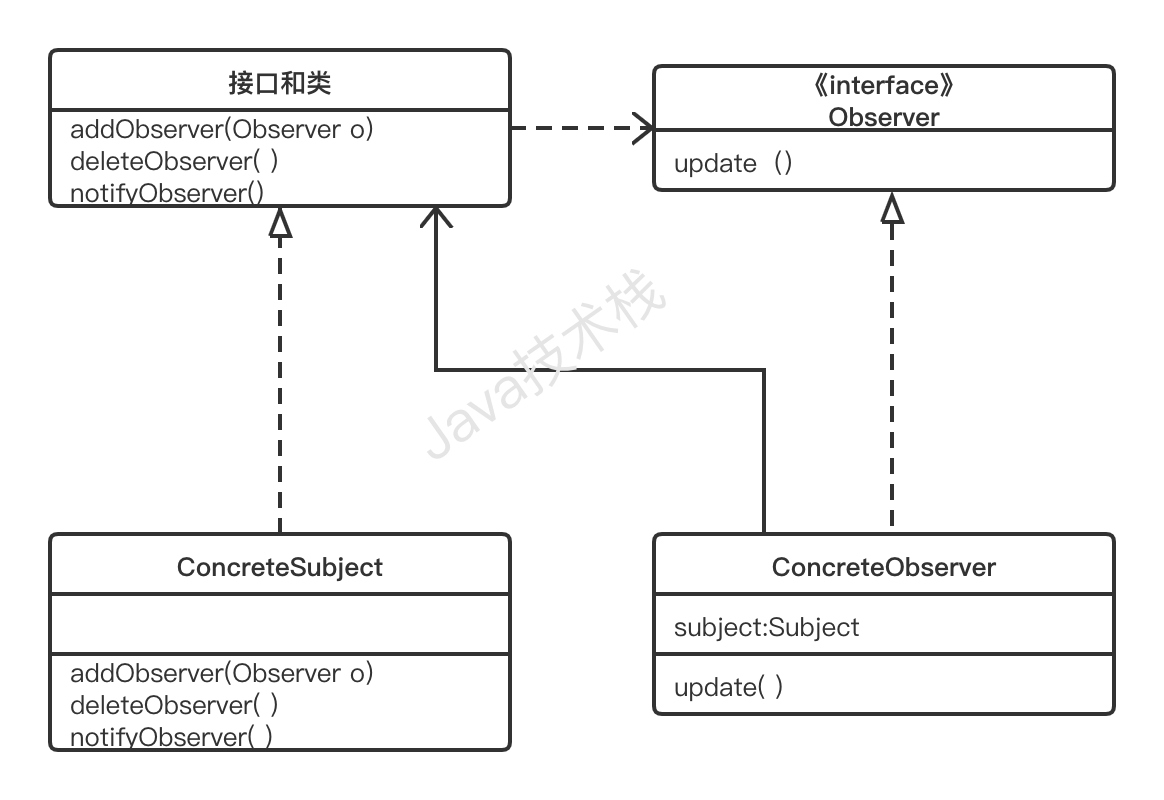 接口和类
addObserver(Observer o)
deleteObserver( )
notifyObserver()
《interface》
Observer
update （）
Java技术栈
ConcreteSubject
addObserver(Observer o)
deleteObserver( )
notifyObserver( )
ConcreteObserver
subject:Subject
update( )